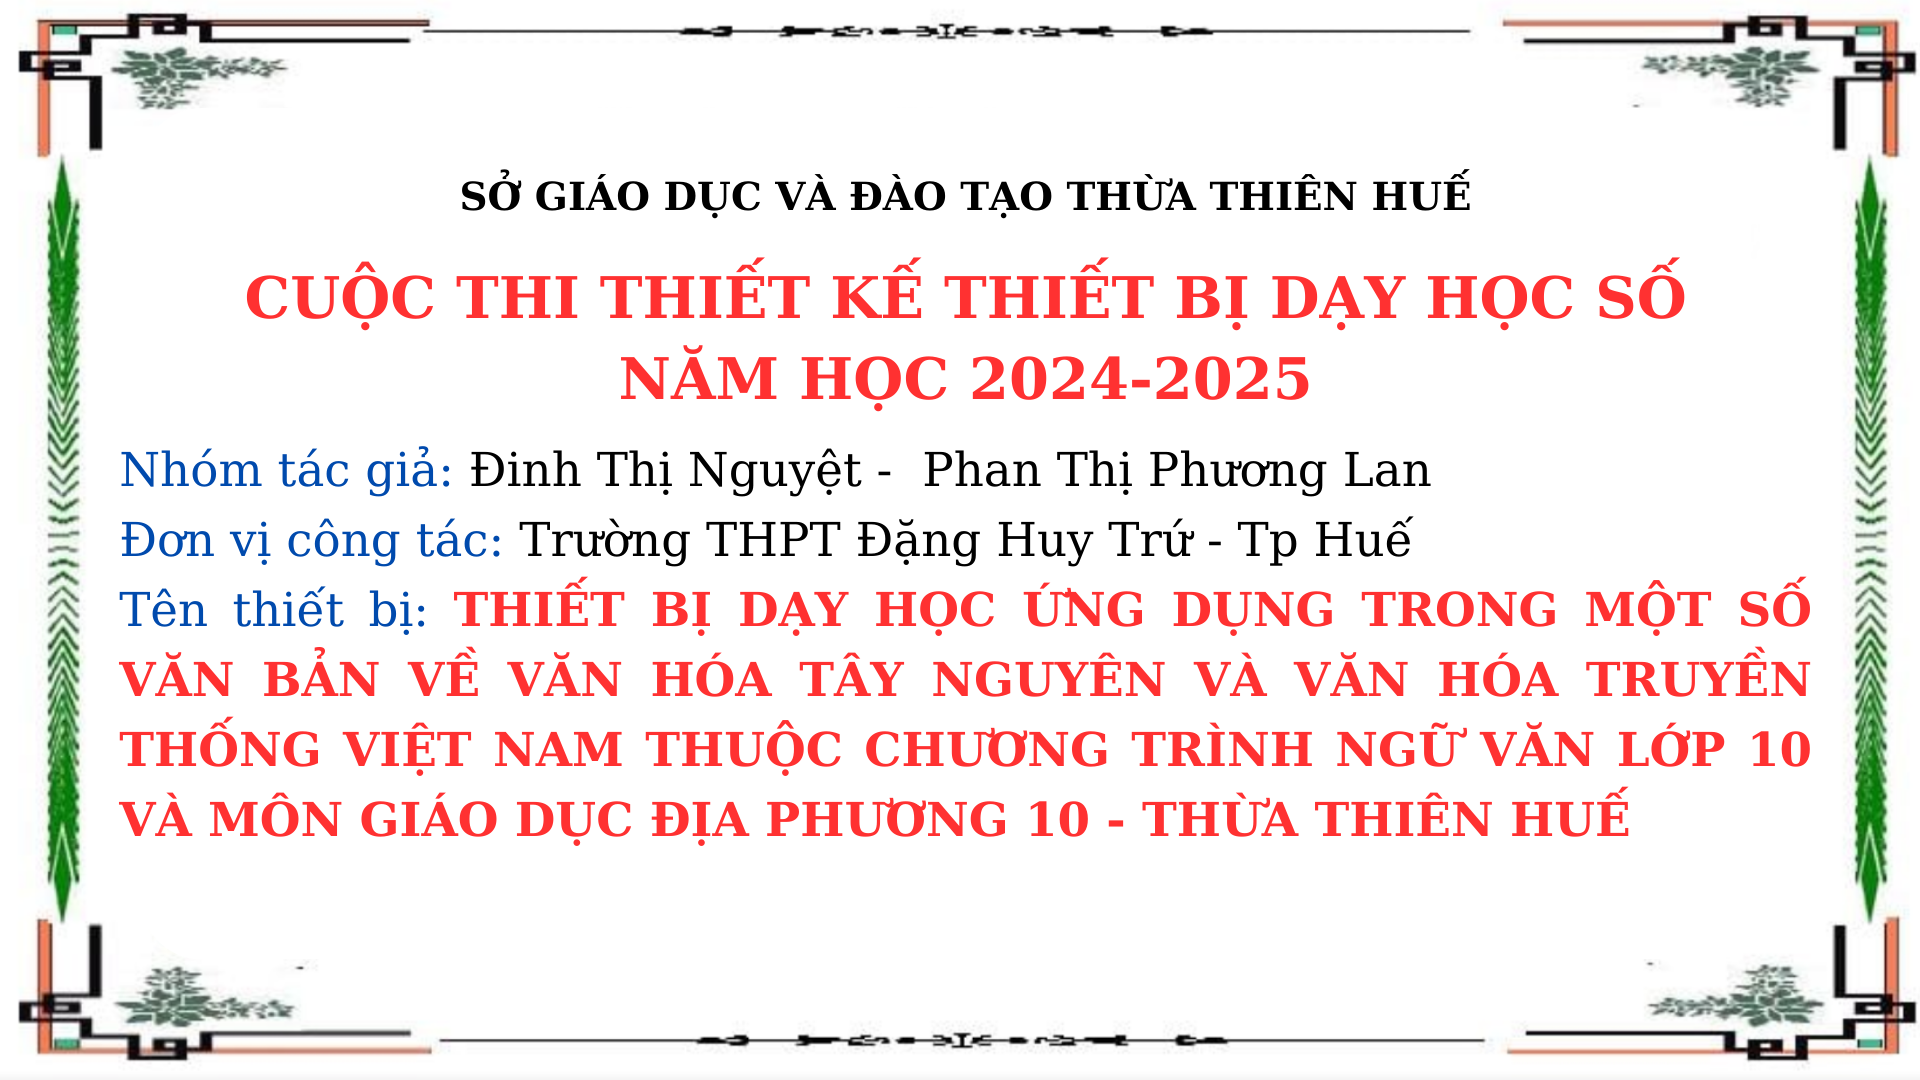 SỞ GIÁO DỤC VÀ ĐÀO TẠO THỪA THIÊN HUẾ
CUỘC THI THIẾT KẾ THIẾT BỊ DẠY HỌC SỐ
NĂM HỌC 2024-2025
Nhóm tác giả: Đinh Thị Nguyệt - Phan Thị Phương Lan
Đơn vị công tác: Trường THPT Đặng Huy Trứ - Tp Huế
Tên thiết bị: THIẾT BỊ DẠY HỌC ỨNG DỤNG TRONG MỘT SỐ
VĂN BẢN VỀ VĂN HÓA TÂY NGUYÊN VÀ VĂN HÓA TRUYỀN
THỐNG VIỆT NAM THUỘC CHƯƠNG TRÌNH NGỮ VĂN LỚP 10
VÀ MÔN GIÁO DỤC ĐỊA PHƯƠNG 10 - THỪA THIÊN HUẾ